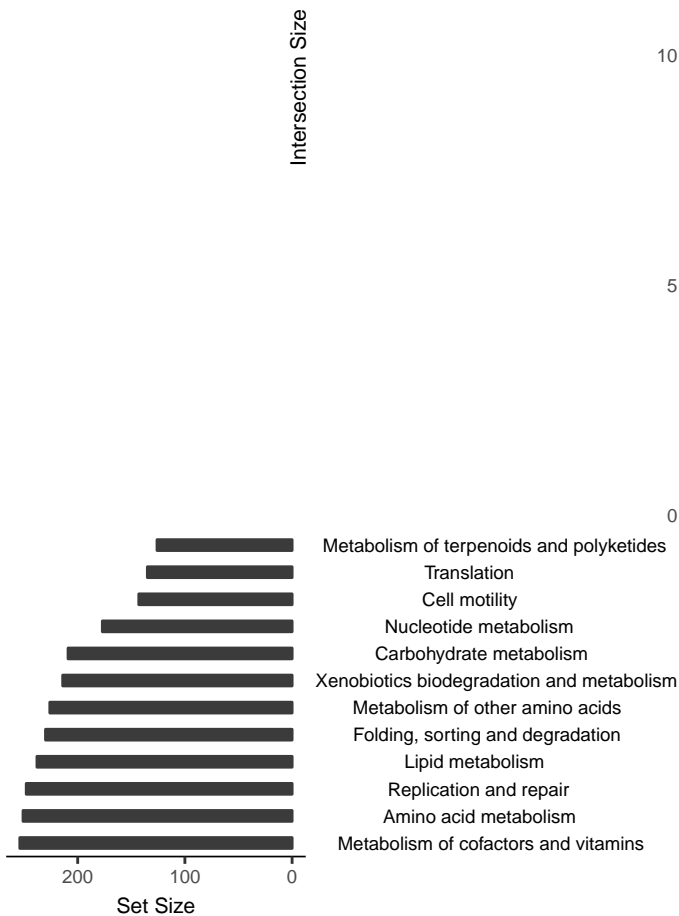 Intersection Size
10
5
0
Metabolism of terpenoids and polyketides
Translation
Cell motility
Nucleotide metabolism
Carbohydrate metabolism
Xenobiotics biodegradation and metabolism
Metabolism of other amino acids
Folding, sorting and degradation
Lipid metabolism
Replication and repair
Amino acid metabolism
Metabolism of cofactors and vitamins
200 100 0
Set Size